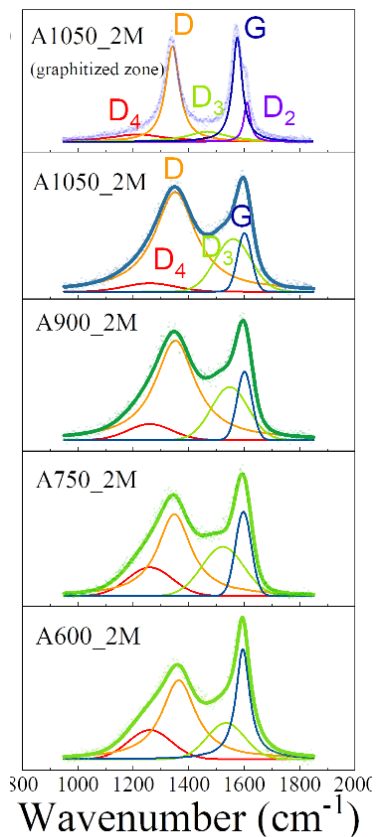 A1050_2M
(graphitized zone)
D
G
D4
D3
D2
A1050_2M
D
G
D3
D4
A900_2M
A750_2M
A600_2M
800 1000 1200 1400 1600 1800 2000
Wavenumber (cm-1)